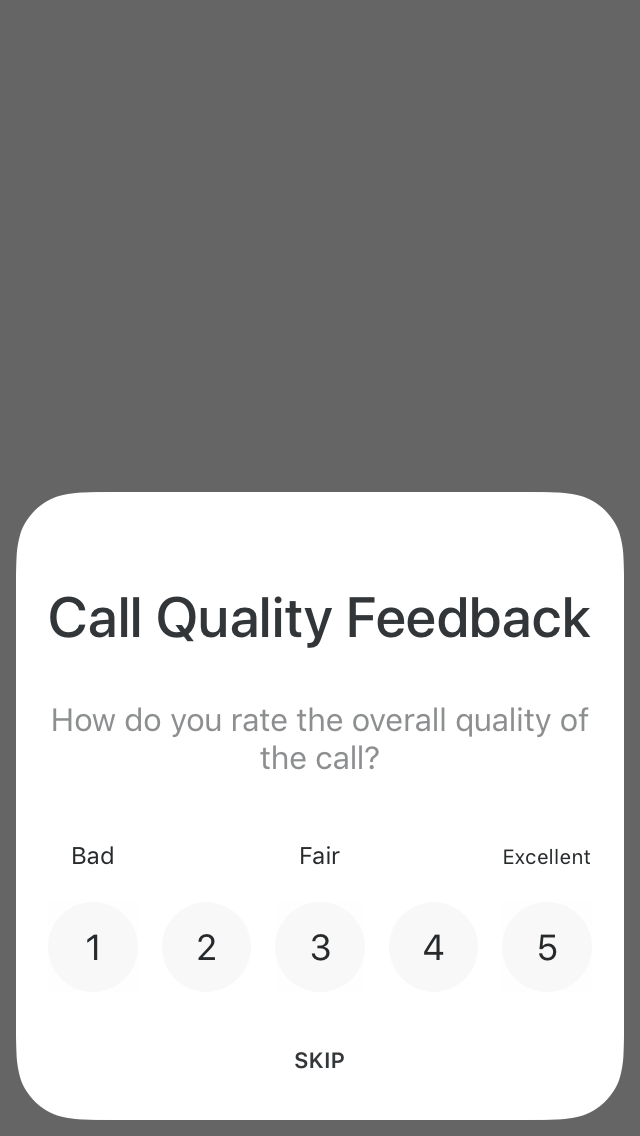 Call Quality Feedback
How do you rate the overall quality of
the call?
Bad Fair Excellent
1 2 3 4 5
SKIP